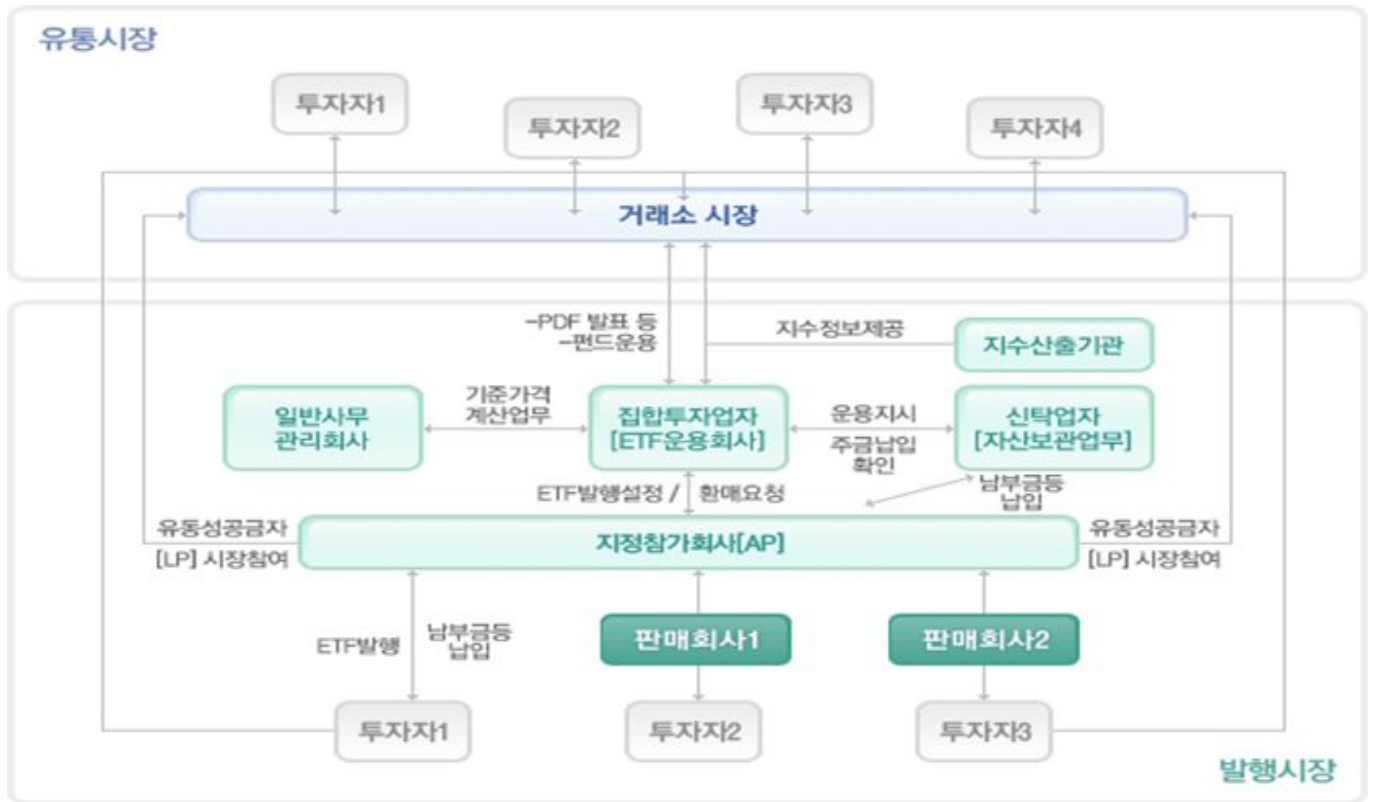 유통시장
투자자1
투자자2
투자자3
투자자4
거래소 시장
-PDF 발표 등
-펀드운용
지수정보제공
지수산출기관
일반사무
관리회사
기준가격
계산업무
집합투자업자
[ETF운용회사]
운용지시
주금납입
확인
신탁업자
[자산보관업무]
ETF발행설정 / 환매요청
남부금등
납입
유동성공금자
[LP] 시장참여
지정참가회사[AP]
유동성공금자
[LP] 시장참여
ETF발행
남부금등
납입
판매회사1
판매회사2
투자자1
투자자2
투자자3
발행시장